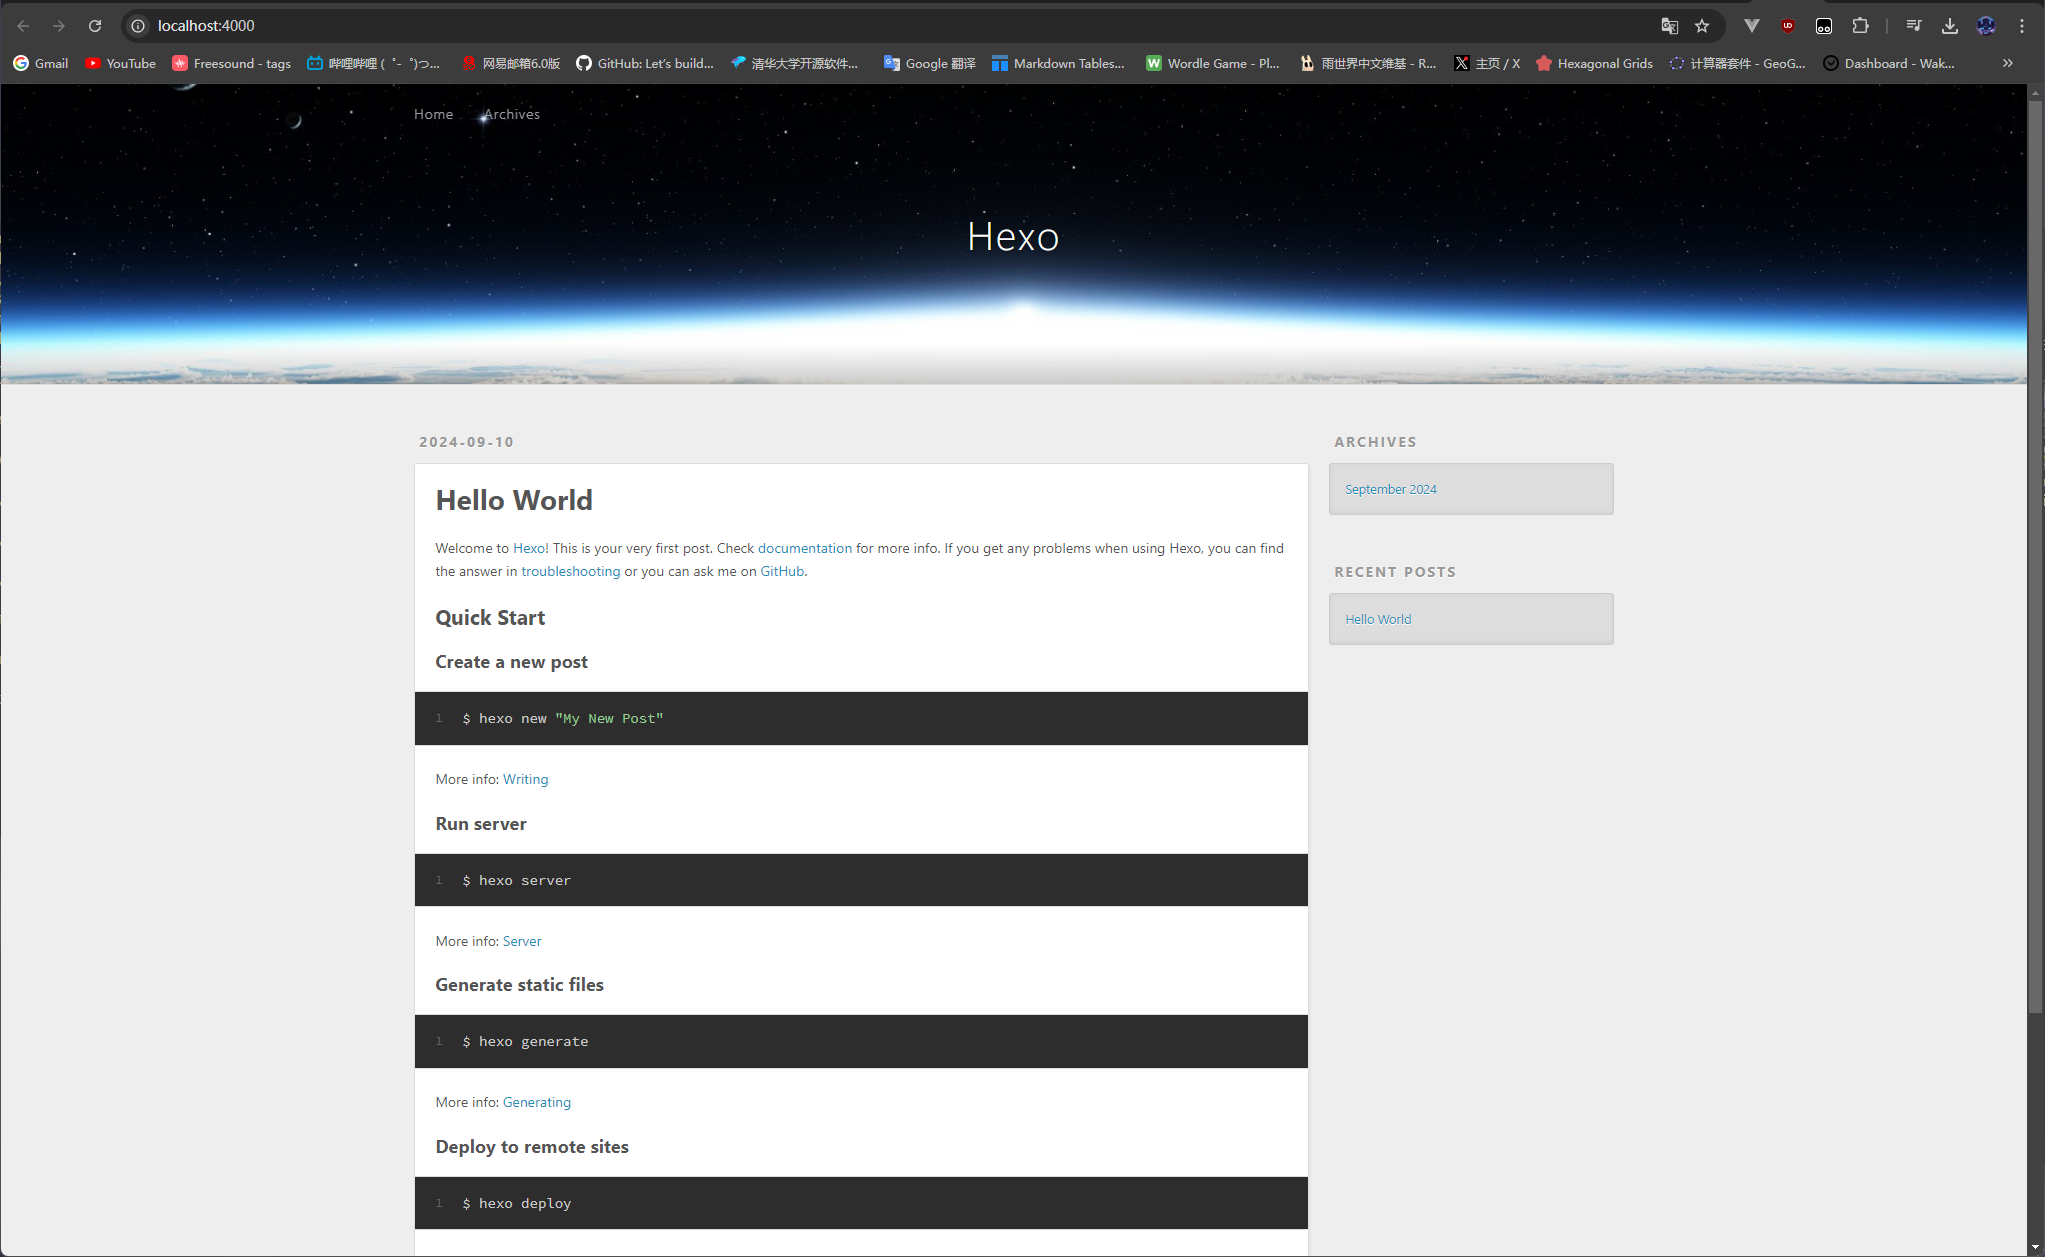 localhost:4000
Gmail YouTube Freesound - tags 哔哩哔哩 ( ゜- ゜)つ... 网易邮箱6.0版 GitHub: Let's build... 清华大学开源软件... Google 翻译 Markdown Tables... Wordle Game - Pl... 雨世界中文维基 - R... 主页 / X Hexagonal Grids 计算器套件 - GeoG... Dashboard - Wak...
Home Archives
Hexo
2024-09-10
Hello World
Welcome to Hexo! This is your very first post. Check documentation for more info. If you get any problems when using Hexo, you can find
the answer in troubleshooting or you can ask me on GitHub.
Quick Start
Create a new post
1 $ hexo new "My New Post"
More info: Writing
Run server
1 $ hexo server
More info: Server
Generate static files
1 $ hexo generate
More info: Generating
Deploy to remote sites
1 $ hexo deploy
ARCHIVES
September 2024
RECENT POSTS
Hello World